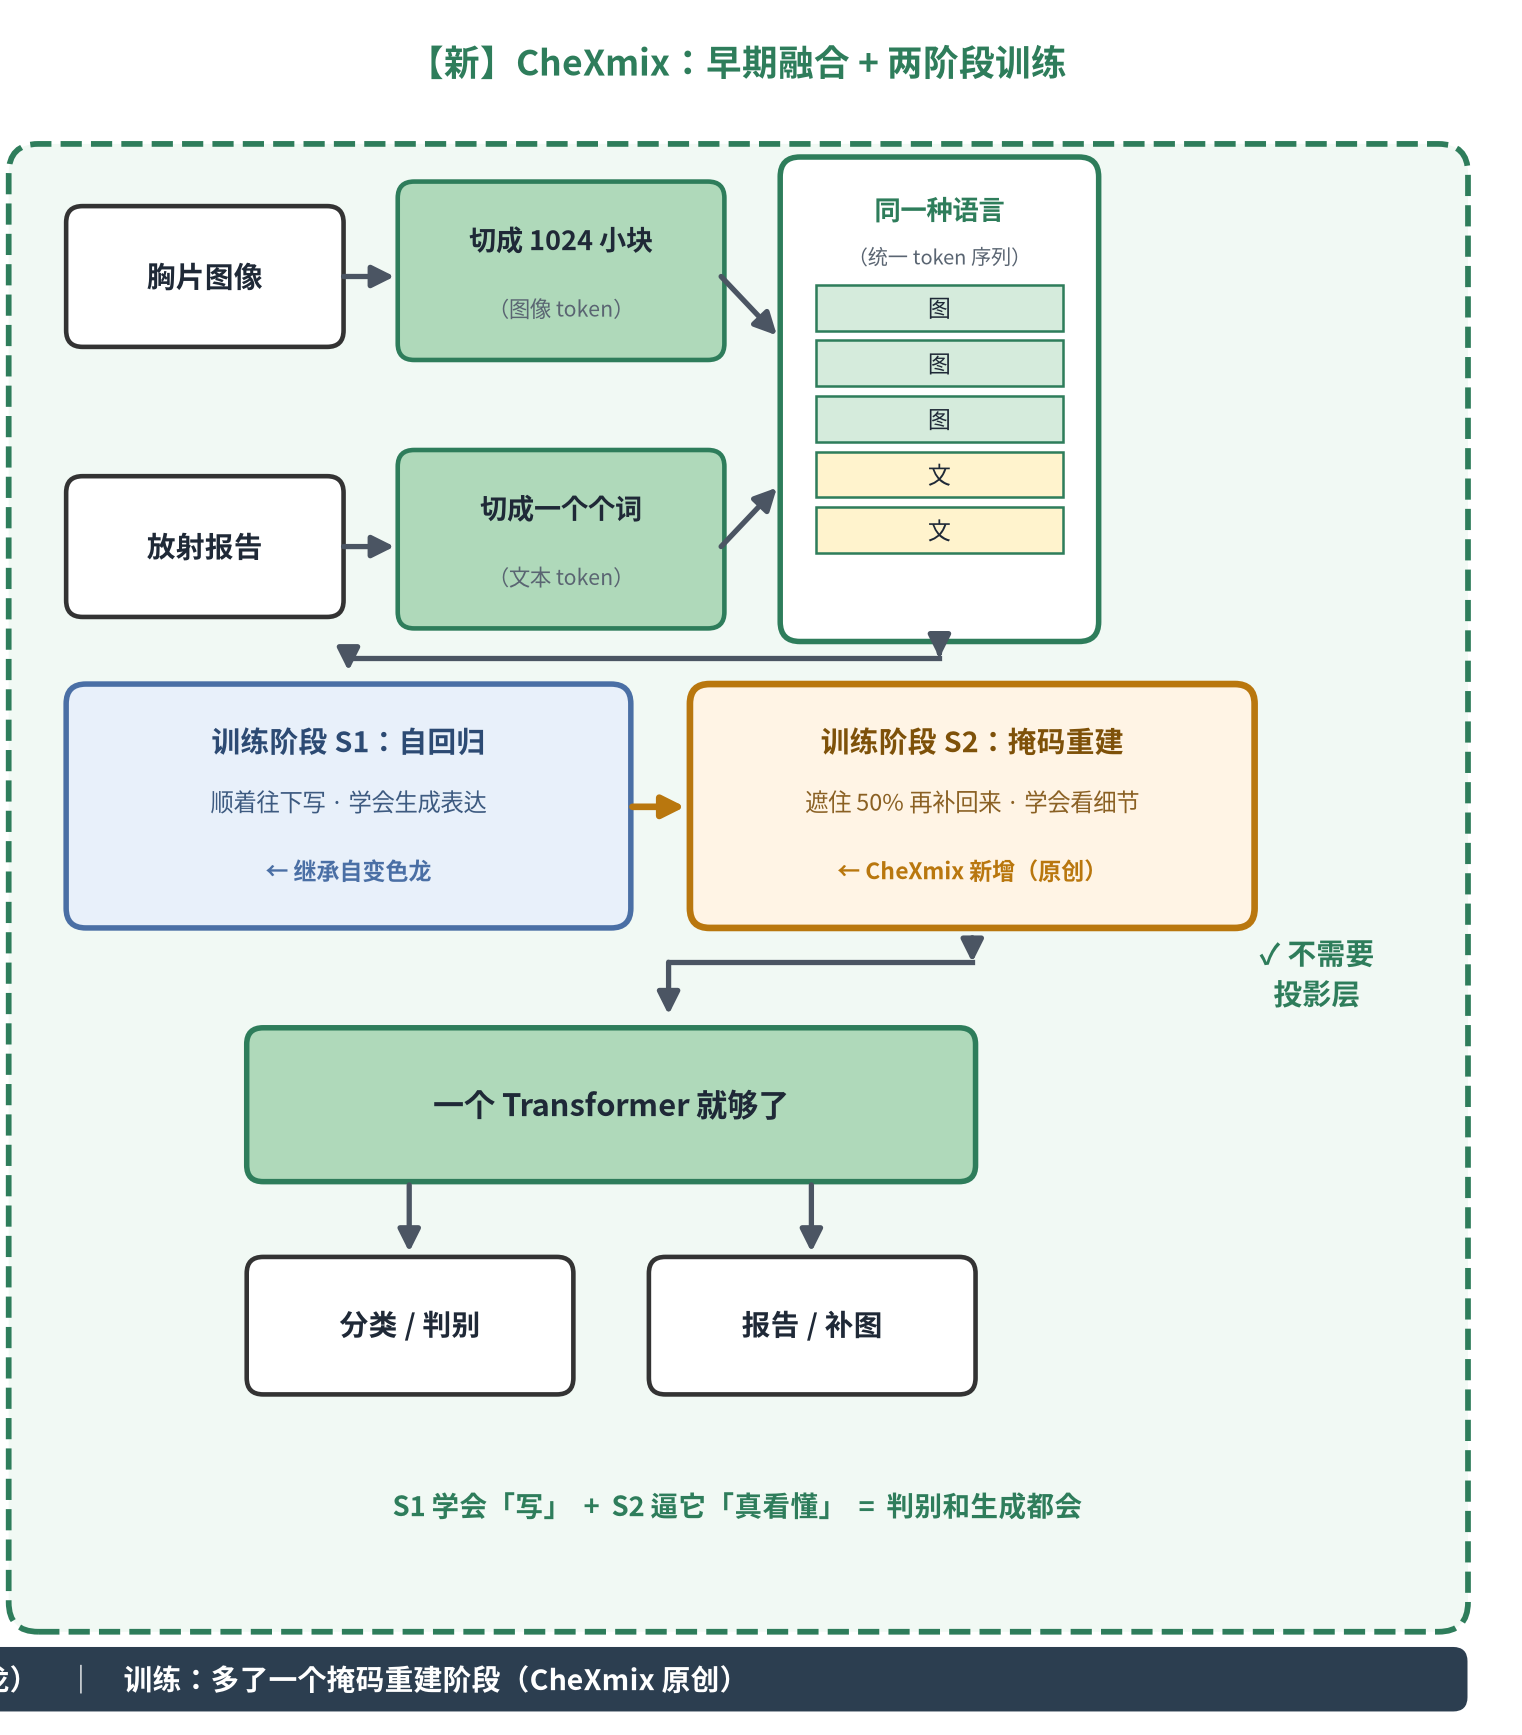 【新】CheXmix：早期融合 + 两阶段训练
胸片图像
切成 1024 小块
（图像 token）
放射报告
切成一个个词
（文本 token）
同一种语言
（统一 token 序列）
图
图
图
文
文
训练阶段 S1：自回归
顺着往下写 · 学会生成表达
← 继承自变色龙
训练阶段 S2：掩码重建
遮住 50% 再补回来 · 学会看细节
← CheXmix 新增（原创）
✓ 不需要
投影层
一个 Transformer 就够了
分类 / 判别
报告 / 补图
S1 学会「写」 + S2 逼它「真看懂」 = 判别和生成都会
） ｜ 训练：多了一个掩码重建阶段（CheXmix 原创）